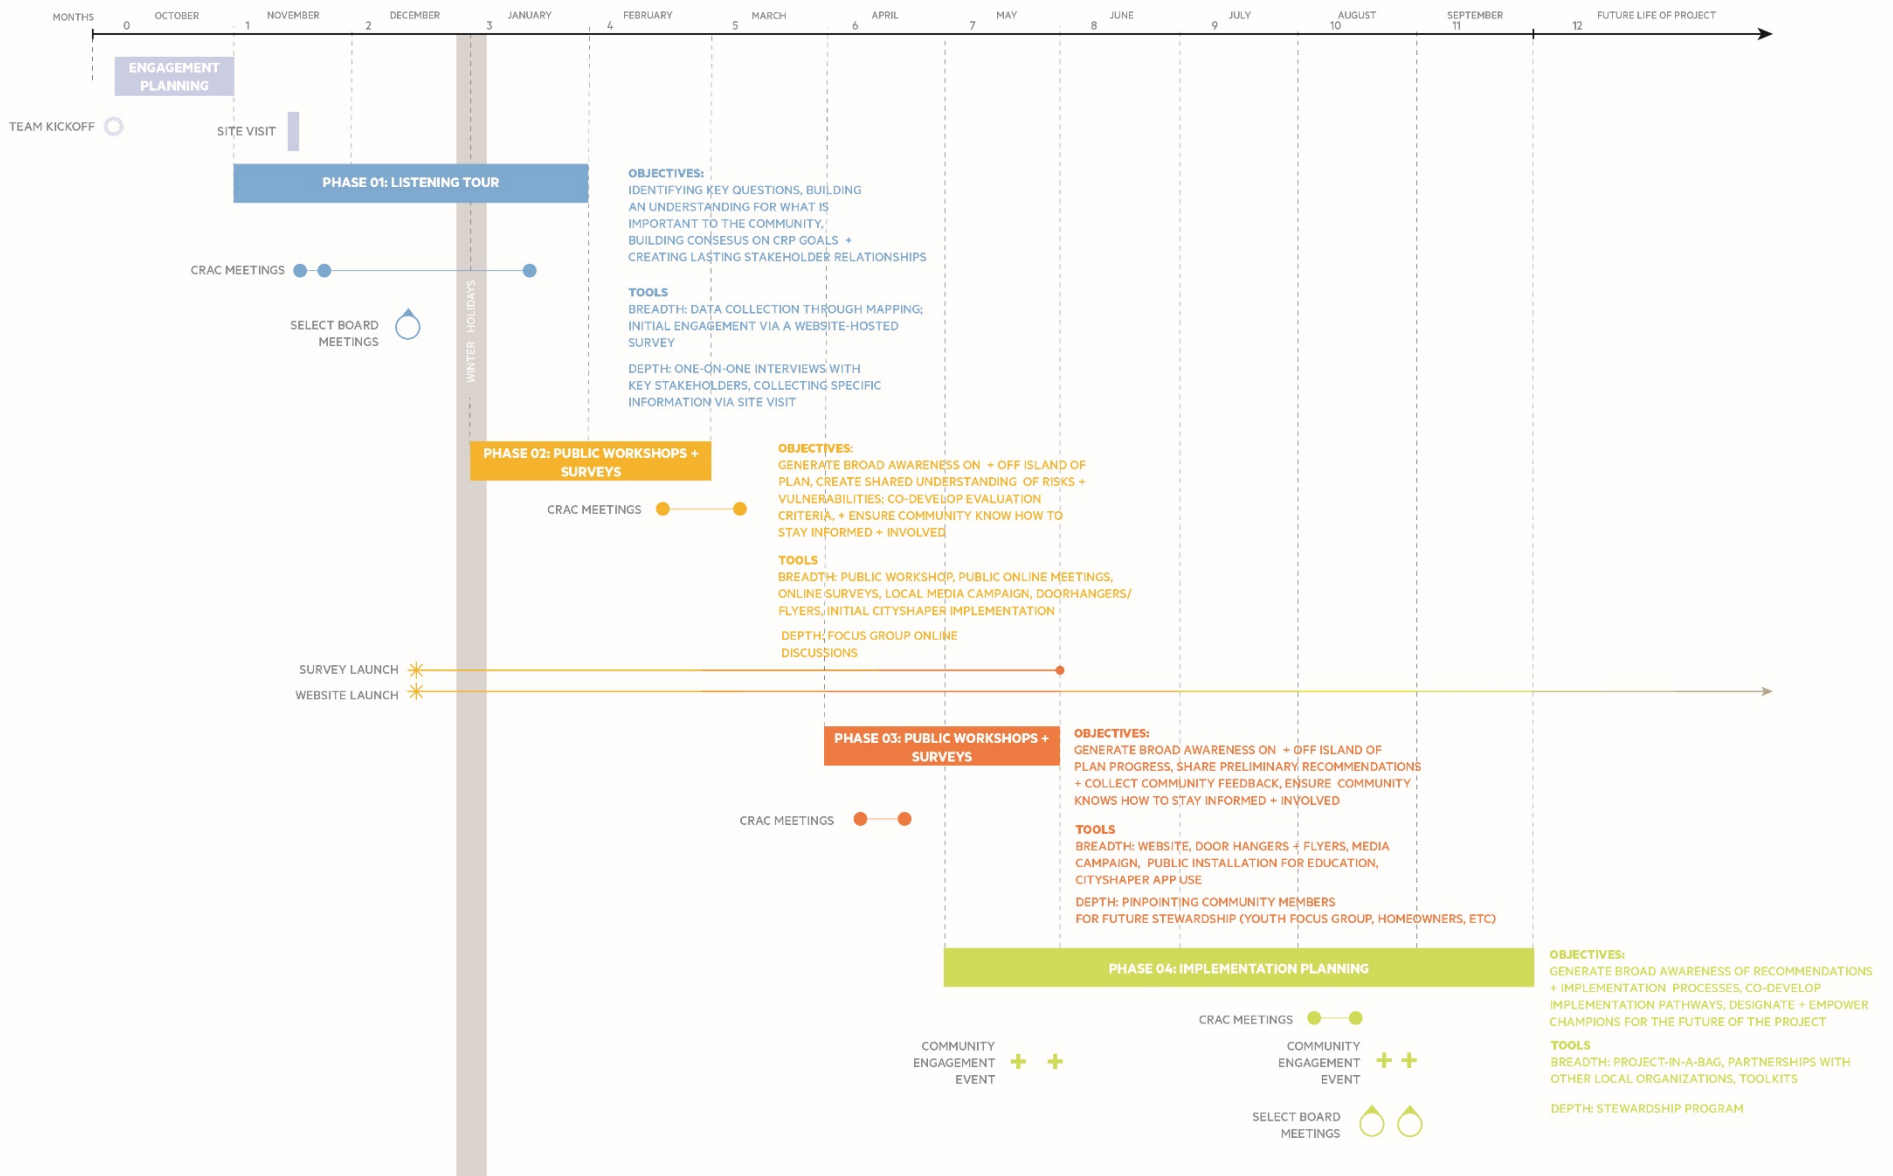 MONTHS
OCTOBER NOVEMBER DECEMBER JANUARY FEBRUARY MARCH APRIL MAY JUNE JULY AUGUST SEPTEMBER FUTURE LIFE OF PROJECT
0 1 2 3 4 5 6 7 8 9 10 11 12
ENGAGEMENT
PLANNING
TEAM KICKOFF
SITE VISIT
PHASE 01: LISTENING TOUR
OBJECTIVES:
IDENTIFYING KEY QUESTIONS, BUILDING
AN UNDERSTANDING FOR WHAT IS
IMPORTANT TO THE COMMUNITY,
BUILDING CONSESUS ON CRP GOALS +
CREATING LASTING STAKEHOLDER RELATIONSHIPS
CRAC MEETINGS
TOOLS
BREADTH: DATA COLLECTION THROUGH MAPPING;
INITIAL ENGAGEMENT VIA A WEBSITE-HOSTED
SURVEY
SELECT BOARD
MEETINGS
WINTER HOLIDAYS
DEPTH: ONE-ON-ONE INTERVIEWS WITH
KEY STAKEHOLDERS, COLLECTING SPECIFIC
INFORMATION VIA SITE VISIT
PHASE 02: PUBLIC WORKSHOPS +
SURVEYS
OBJECTIVES:
GENERATE BROAD AWARENESS ON + OFF ISLAND OF
PLAN, CREATE SHARED UNDERSTANDING OF RISKS +
VULNERABILITIES; CO-DEVELOP EVALUATION
CRITERIA, + ENSURE COMMUNITY KNOW HOW TO
STAY INFORMED + INVOLVED
CRAC MEETINGS
TOOLS
BREADTH: PUBLIC WORKSHOP, PUBLIC ONLINE MEETINGS,
ONLINE SURVEYS, LOCAL MEDIA CAMPAIGN, DOORHANGERS/
FLYERS, INITIAL CITYSHAPER IMPLEMENTATION
DEPTH: FOCUS GROUP ONLINE
DISCUSSIONS
SURVEY LAUNCH
WEBSITE LAUNCH
PHASE 03: PUBLIC WORKSHOPS +
SURVEYS
OBJECTIVES:
GENERATE BROAD AWARENESS ON + OFF ISLAND OF
PLAN PROGRESS, SHARE PRELIMINARY RECOMMENDATIONS
+ COLLECT COMMUNITY FEEDBACK, ENSURE COMMUNITY
KNOWS HOW TO STAY INFORMED + INVOLVED
CRAC MEETINGS
TOOLS
BREADTH: WEBSITE, DOOR HANGERS + FLYERS, MEDIA
CAMPAIGN, PUBLIC INSTALLATION FOR EDUCATION,
CITYSHAPER APP USE
DEPTH: PINPOINTING COMMUNITY MEMBERS
FOR FUTURE STEWARDSHIP (YOUTH FOCUS GROUP, HOMEOWNERS, ETC)
PHASE 04: IMPLEMENTATION PLANNING
OBJECTIVES:
GENERATE BROAD AWARENESS OF RECOMMENDATIONS
+ IMPLEMENTATION PROCESSES, CO-DEVELOP
IMPLEMENTATION PATHWAYS, DESIGNATE + EMPOWER
CHAMPIONS FOR THE FUTURE OF THE PROJECT
CRAC MEETINGS
COMMUNITY
ENGAGEMENT
EVENT
COMMUNITY
ENGAGEMENT
EVENT
TOOLS
BREADTH: PROJECT-IN-A-BAG, PARTNERSHIPS WITH
OTHER LOCAL ORGANIZATIONS, TOOLKITS
DEPTH: STEWARDSHIP PROGRAM
SELECT BOARD
MEETINGS